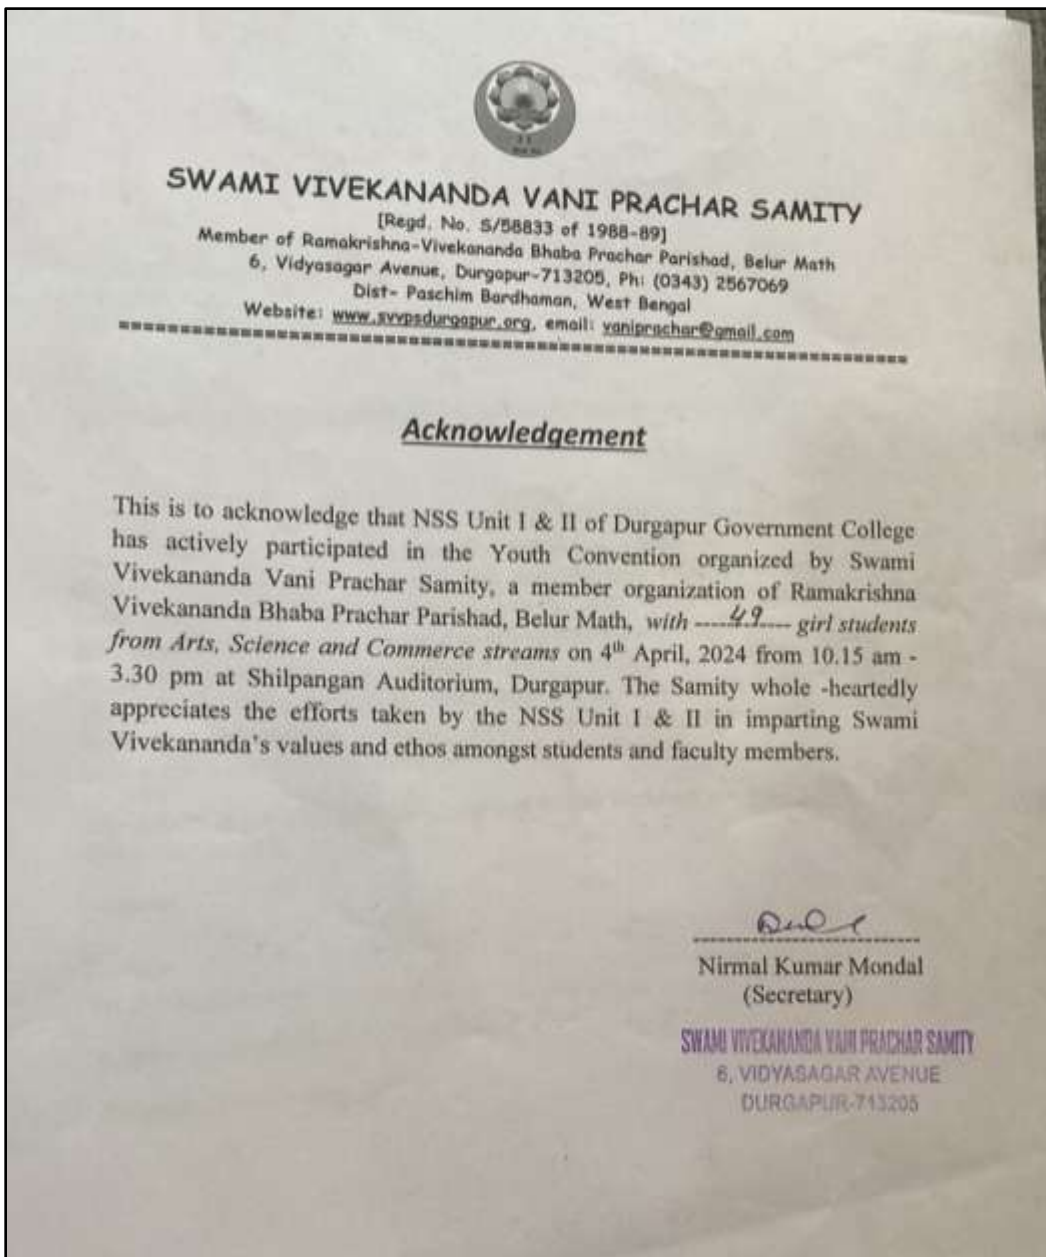 SWAMI VIVEKANANDA VANI PRACHAR SAMITY
[Regd. No. S/58833 of 1988-89]
Member of Ramakrishna-Vivekananda Bhaba Prachar Parishad, Belur Math
6, Vidyasagar Avenue, Durgapur-713205, Ph: (0343) 2567069
Dist- Paschim Bardhaman, West Bengal
Website: www.svvpsdurgapur.org, email: vaniprachar@gmail.com
Acknowledgement
This is to acknowledge that NSS Unit I & II of Durgapur Government College
has actively participated in the Youth Convention organized by Swami
Vivekananda Vani Prachar Samity, a member organization of Ramakrishna
Vivekananda Bhaba Prachar Parishad, Belur Math, with ----49---- girl students
from Arts, Science and Commerce streams on 4th April, 2024 from 10.15 am -
3.30 pm at Shilpangan Auditorium, Durgapur. The Samity whole -heartedly
appreciates the efforts taken by the NSS Unit I & II in imparting Swami
Vivekananda's values and ethos amongst students and faculty members.
Nirmal Kumar Mondal
(Secretary)
SWAMI VIVEKANANDA VANI PRACHAR SAMITY
6, VIDYASAGAR AVENUE
DURGAPUR-713205